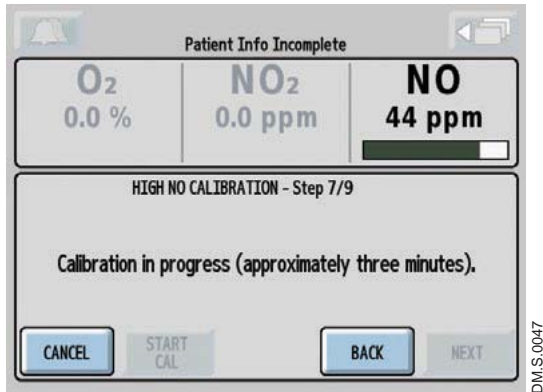 Patient Info Incomplete
O₂
0.0 %
NO₂
0.0 ppm
NO
44 ppm
HIGH NO CALIBRATION - Step 7/9
Calibration in progress (approximately three minutes).
CANCEL
START
CAL
BACK
NEXT
DM.S.0047